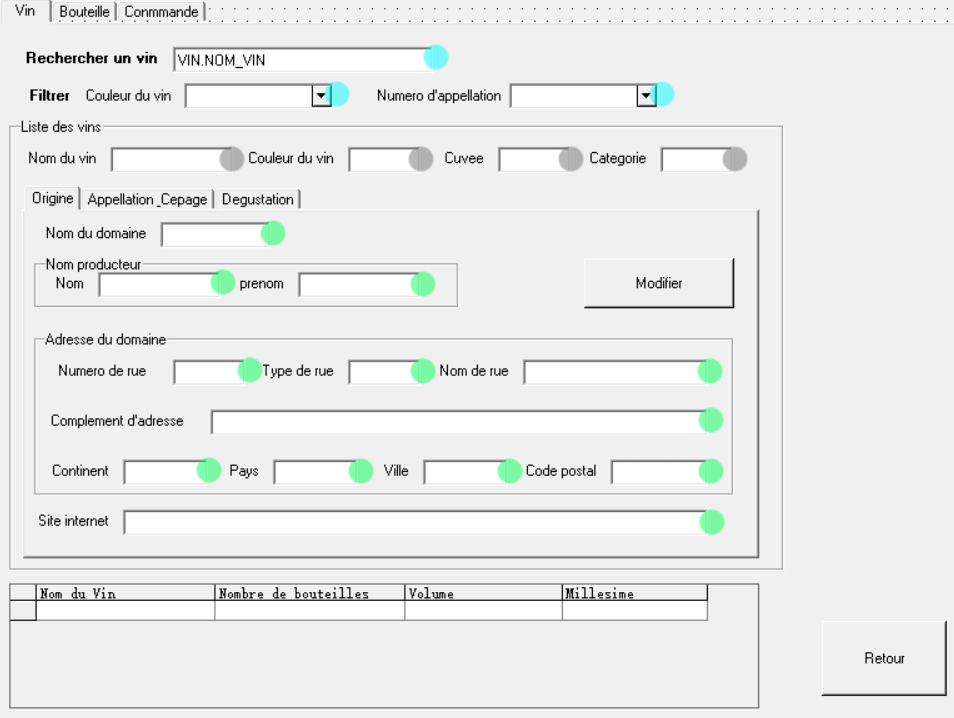 Vin Bouteille Conmmande
Rechercher un vin VIN.NOM_VIN
Filtrer Couleur du vin Numero d'appellation
Liste des vins
Nom du vin Couleur du vin Cuvee Categorie
Origine Appellation_Cepage Degustation
Nom du domaine
Nom producteur
Nom prenom Modifier
Adresse du domaine
Numero de rue Type de rue Nom de rue
Complement d'adresse
Continent Pays Ville Code postal
Site internet
Nom du Vin Nombre de bouteilles Volume Millesime
Retour